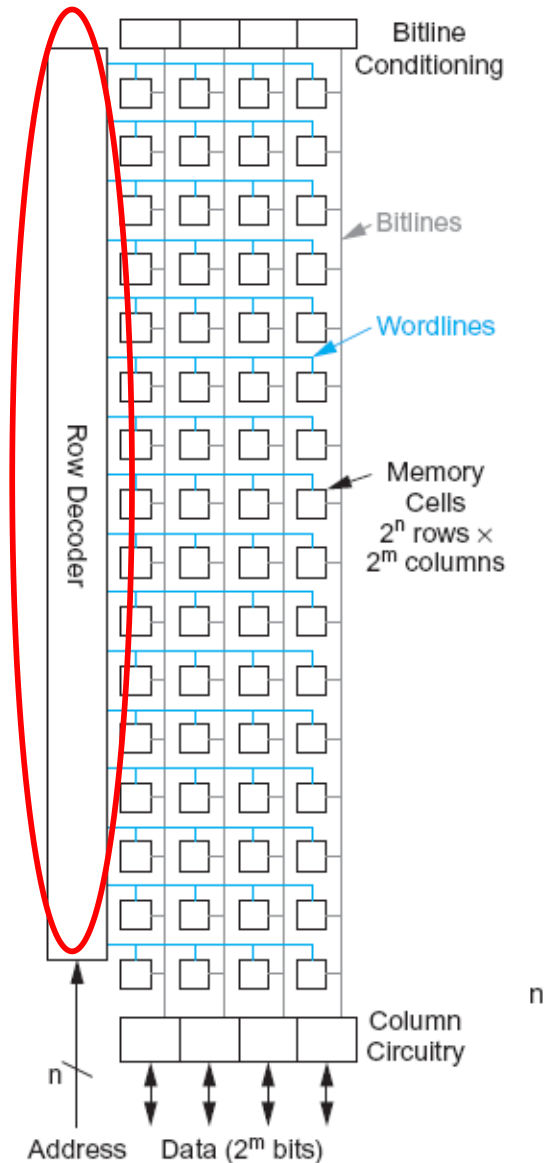 Bitline
Conditioning
Bitlines
Wordlines
Row Decoder
Memory
Cells
2ⁿ rows ×
2ᵐ columns
n
Column
Circuitry
n
Address
Data (2ᵐ bits)